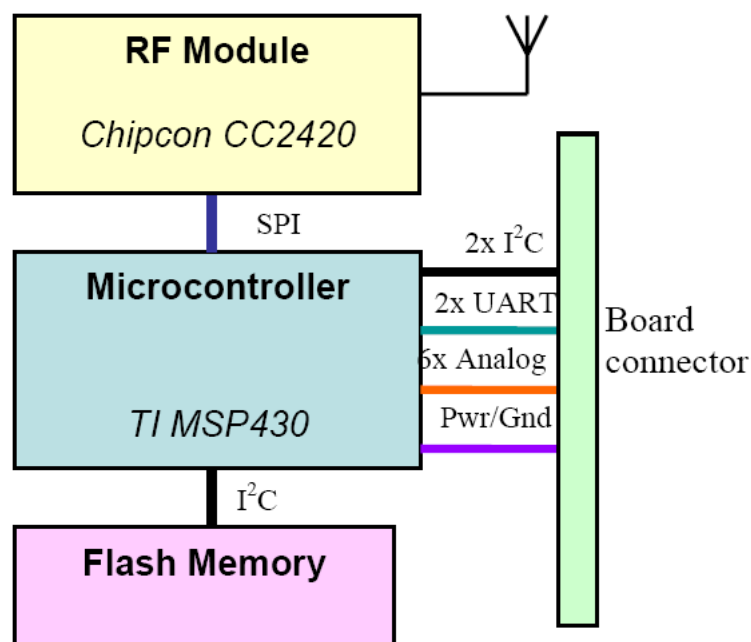 RF Module
Chipcon CC2420
SPI
2x I²C
Microcontroller
2x UART
Board
connector
6x Analog
TI MSP430
Pwr/Gnd
I²C
Flash Memory